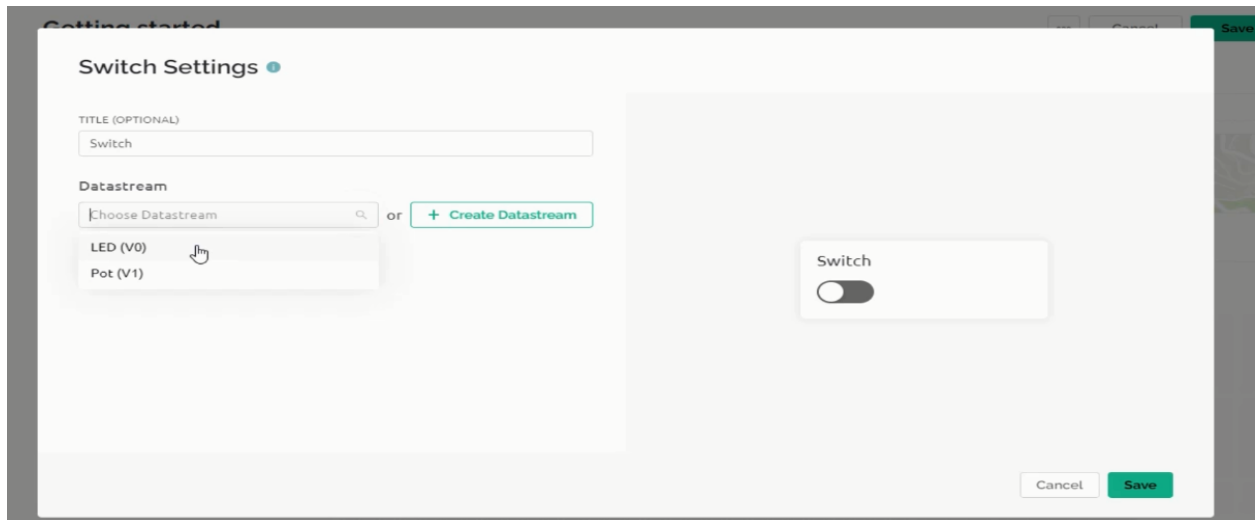 Getting started
Cancel
Save
Switch Settings
TITLE (OPTIONAL)
Switch
Datastream
Choose Datastream
or
+ Create Datastream
LED (V0)
Pot (V1)
Switch
Cancel
Save